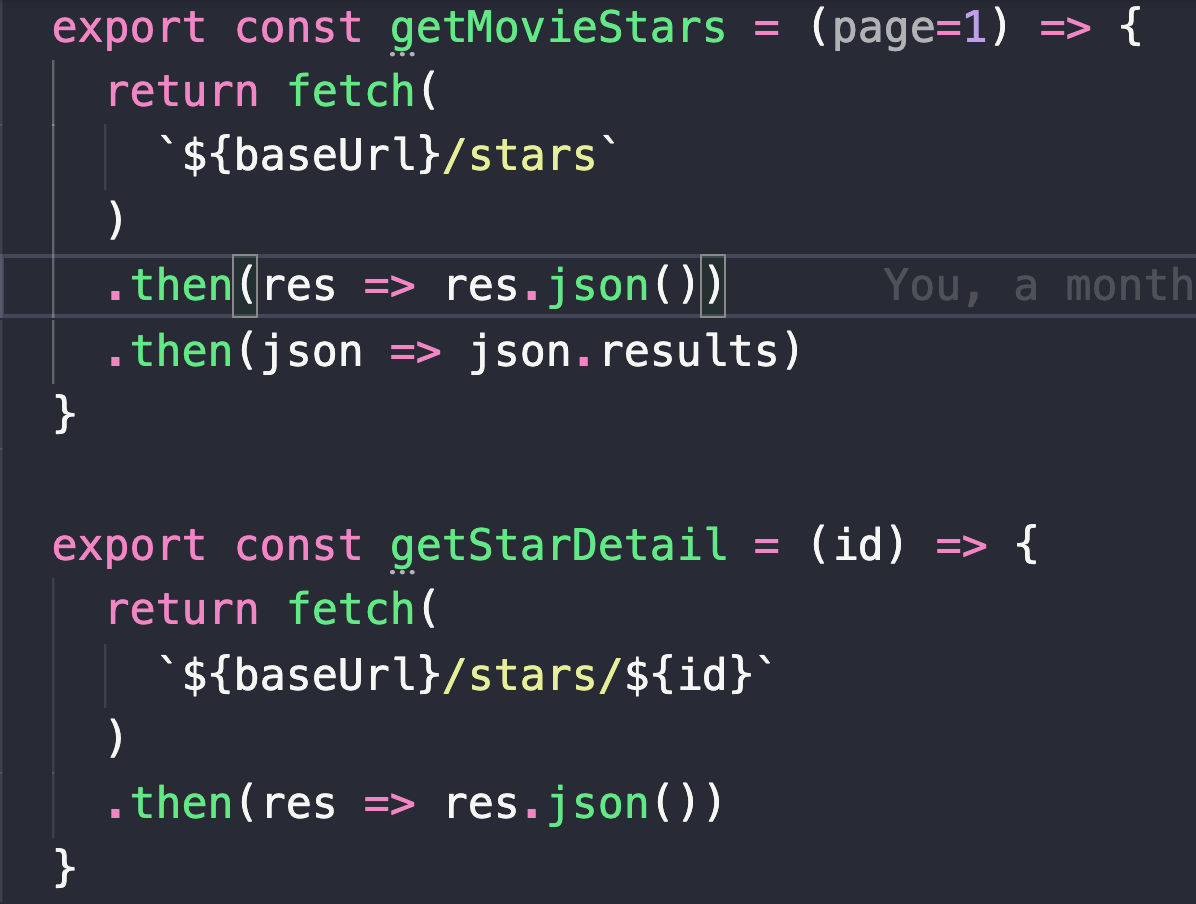 export const getMovieStars = (page=1) => {
  return fetch(
    `${baseUrl}/stars`
  )
  .then(res => res.json())      You, a month
  .then(json => json.results)
}

export const getStarDetail = (id) => {
  return fetch(
    `${baseUrl}/stars/${id}`
  )
  .then(res => res.json())
}